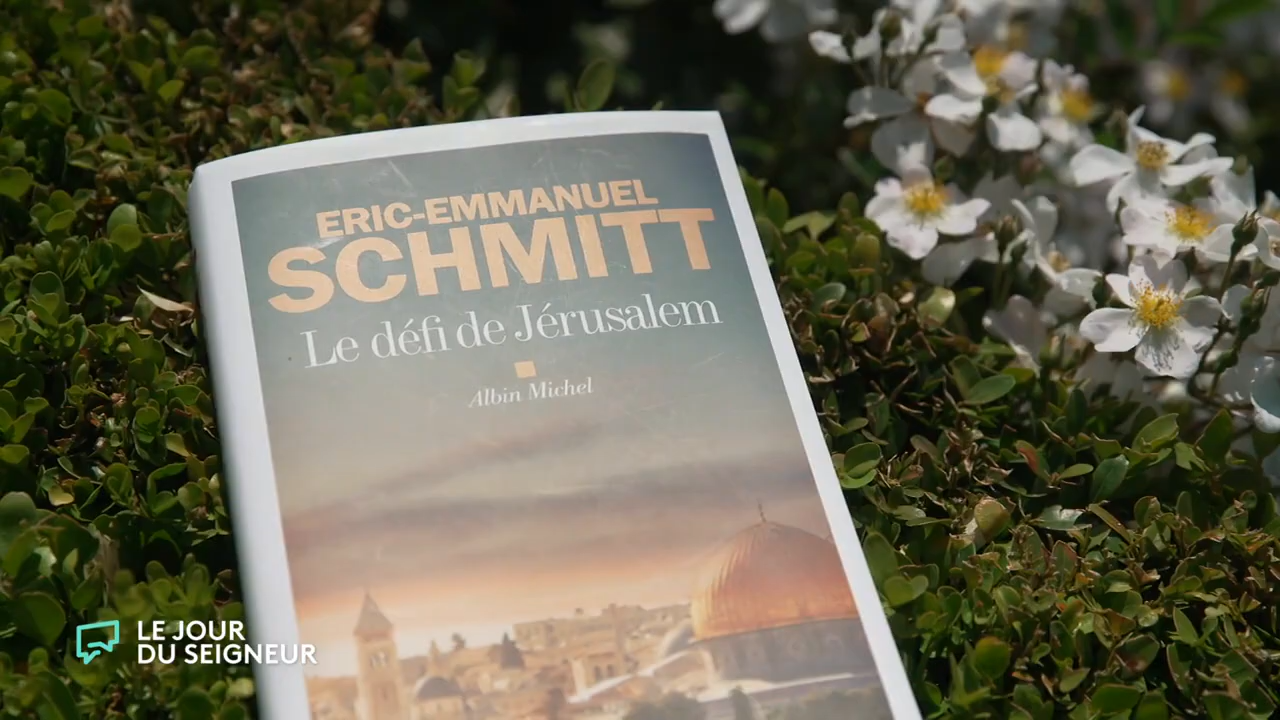 ERIC-EMMANUEL
SCHMITT
Le défi de Jérusalem
Albin Michel
LE JOUR
DU SEIGNEUR